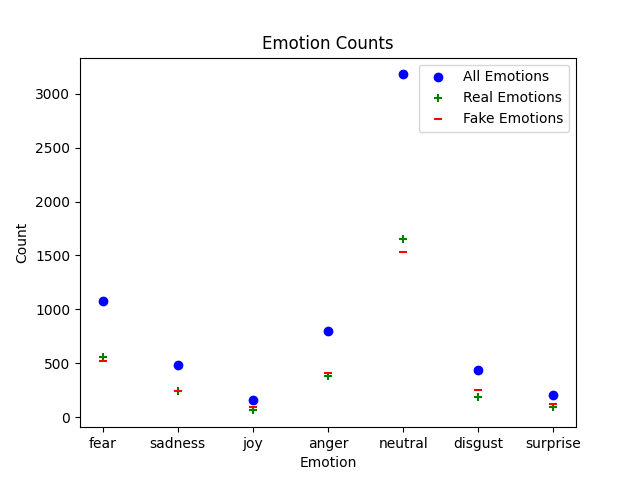 Emotion Counts
All Emotions
Real Emotions
Fake Emotions
3000
2500
2000
1500
1000
500
0
Count
fear sadness joy anger neutral disgust surprise
Emotion